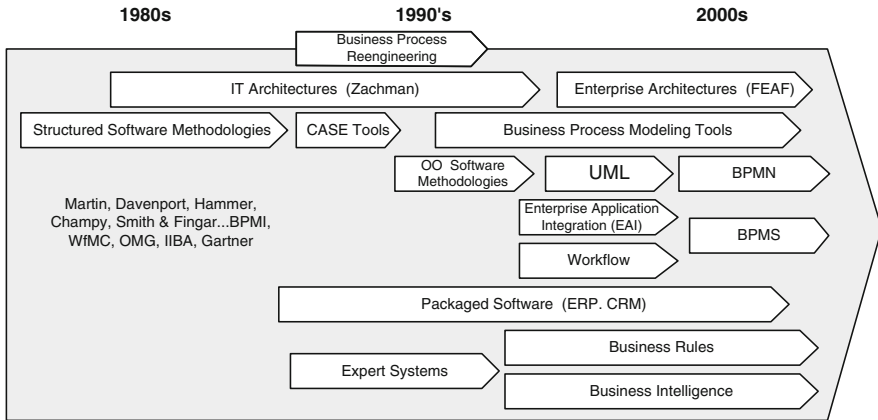 1980s 1990's 2000s
Business Process
Reengineering
IT Architectures (Zachman)
Enterprise Architectures (FEAF)
Structured Software Methodologies
CASE Tools
Business Process Modeling Tools
OO Software
Methodologies
UML
BPMN
Martin, Davenport, Hammer,
Champy, Smith & Fingar...BPMI,
WfMC, OMG, IIBA, Gartner
Enterprise Application
Integration (EAI)
BPMS
Workflow
Packaged Software (ERP. CRM)
Business Rules
Expert Systems
Business Intelligence